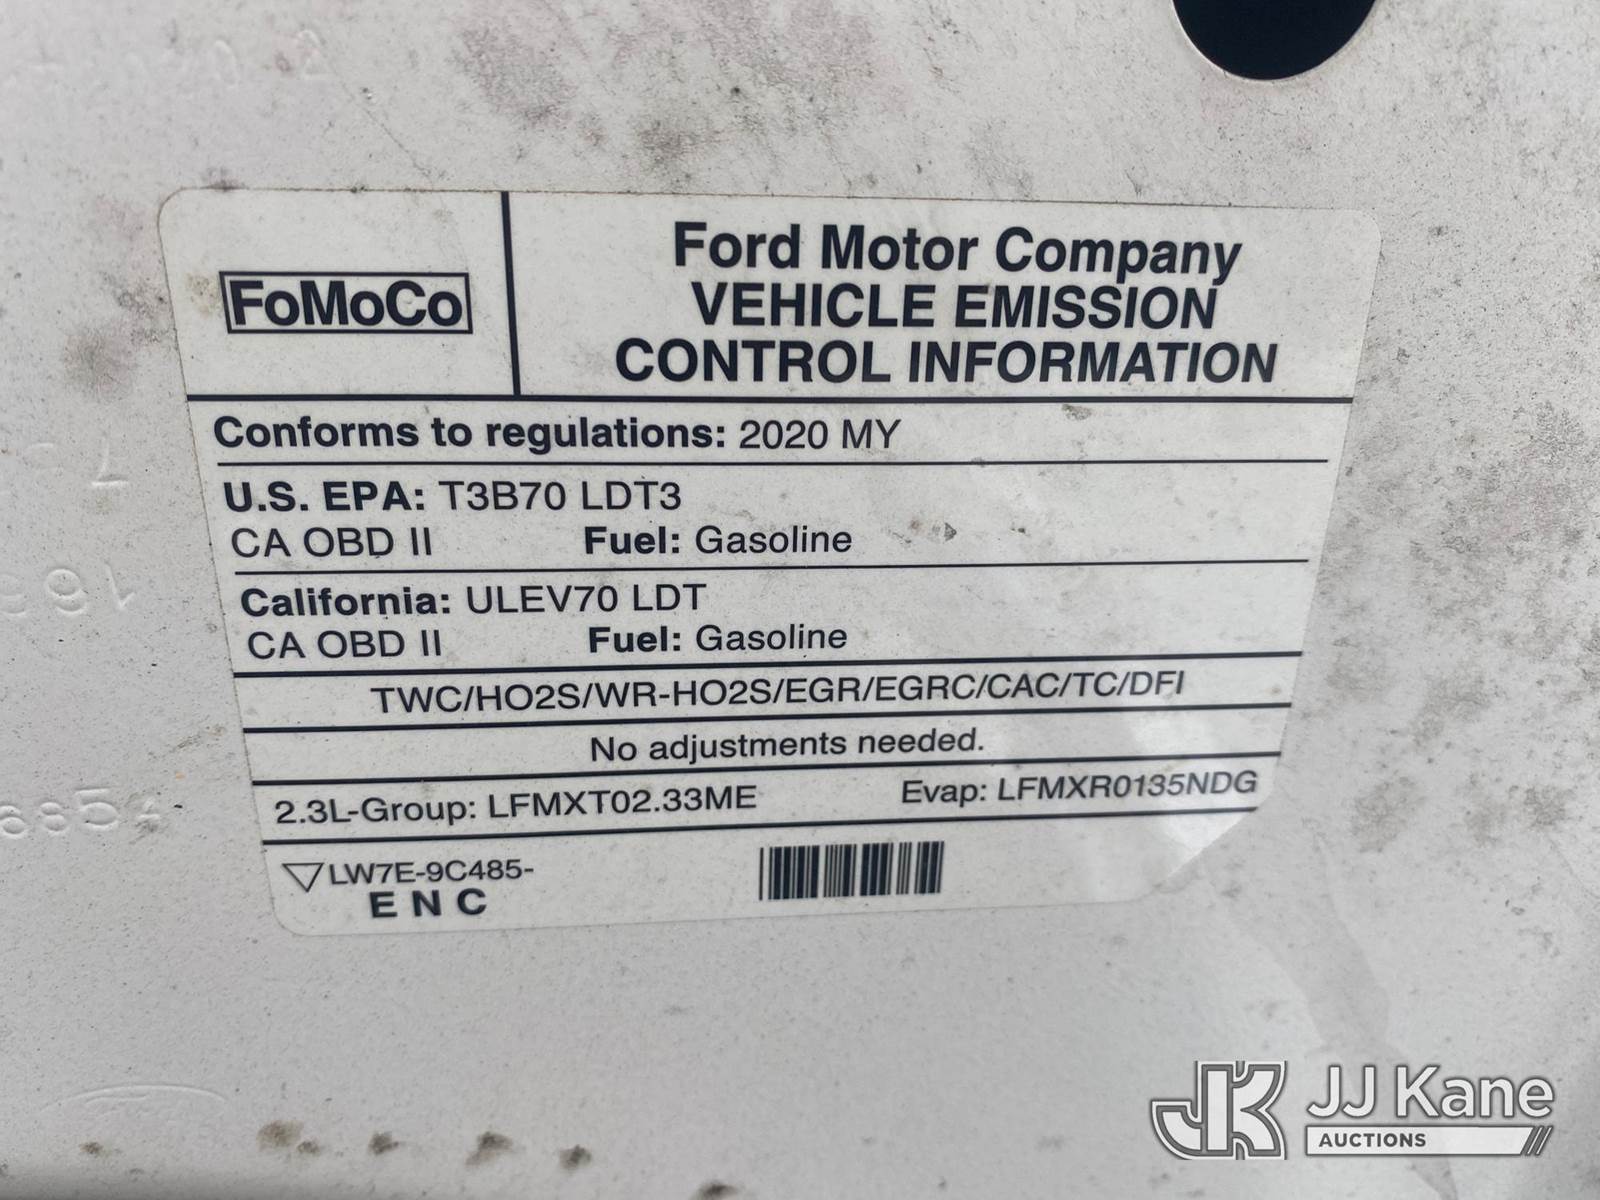 FoMoCo
Ford Motor Company
VEHICLE EMISSION
CONTROL INFORMATION
Conforms to regulations: 2020 MY
U.S. EPA: T3B70 LDT3
CA OBD II Fuel: Gasoline
California: ULEV70 LDT
CA OBD II Fuel: Gasoline
TWC/HO2S/WR-HO2S/EGR/EGRC/CAC/TC/DFI
No adjustments needed.
2.3L-Group: LFMXT02.33ME Evap: LFMXR0135NDG
LW7E-9C485-
E N C
JK JJ Kane
AUCTIONS